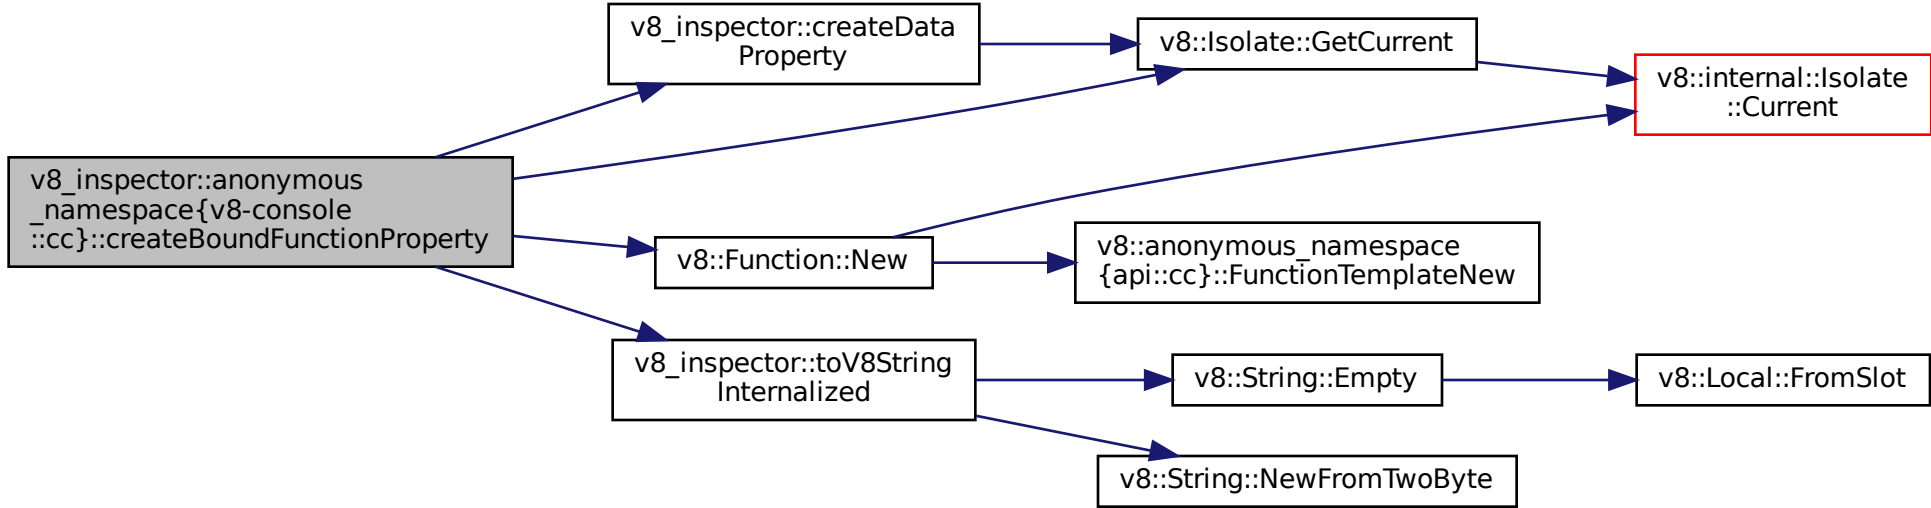 v8_inspector::createData
Property
v8::Isolate::GetCurrent
v8::internal::Isolate
::Current
v8_inspector::anonymous
_namespace{v8-console
::cc}::createBoundFunctionProperty
v8::Function::New
v8::anonymous_namespace
{api::cc}::FunctionTemplateNew
v8_inspector::toV8String
Internalized
v8::String::Empty
v8::Local::FromSlot
v8::String::NewFromTwoByte